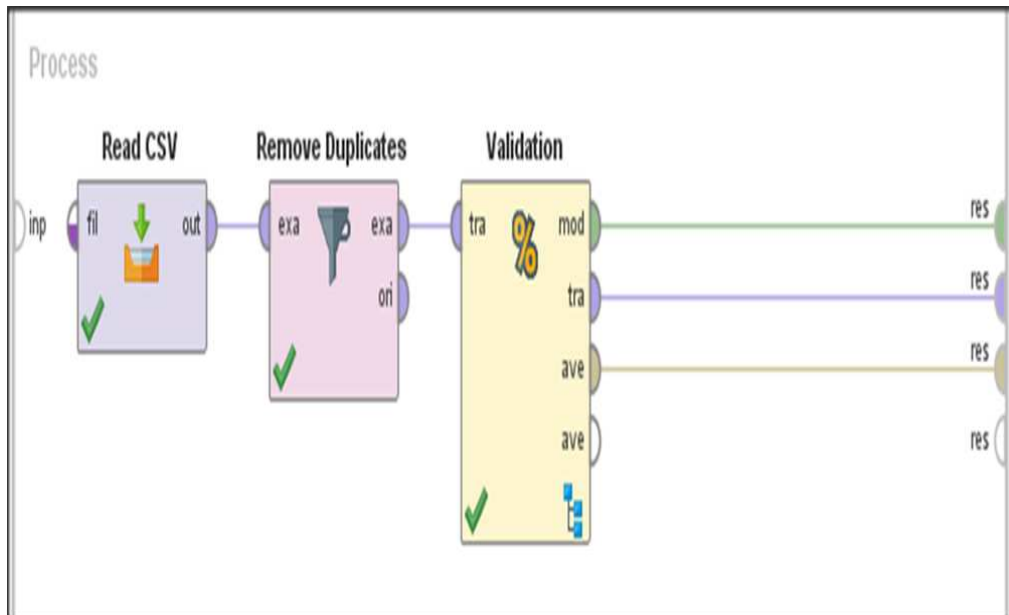 Process
Read CSV
Remove Duplicates
Validation
inp
fil
out
exa
exa
ori
tra
mod
tra
ave
ave
res
res
res
res